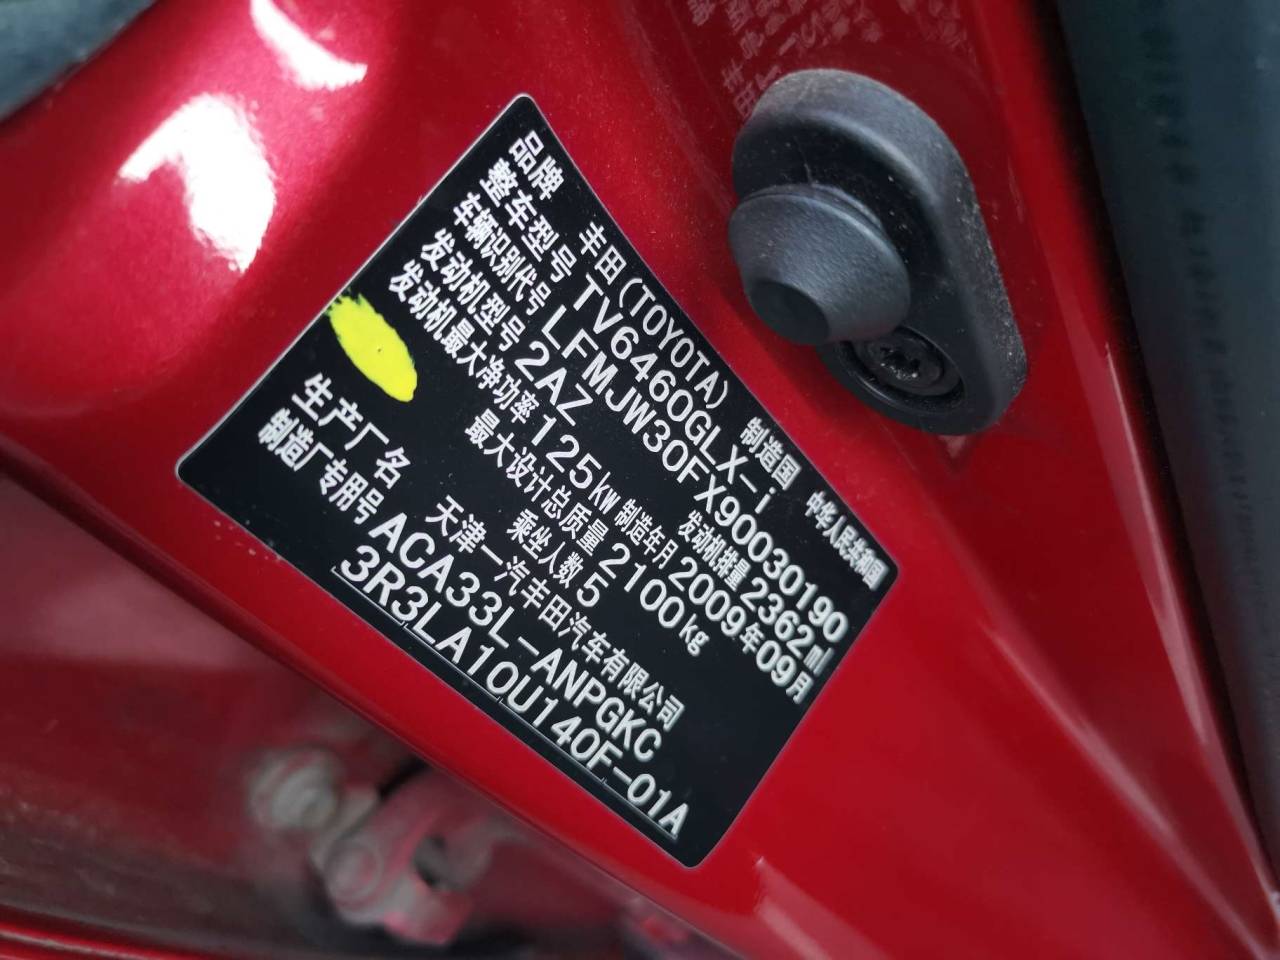 品牌 丰田(TOYOTA) 制造国 中华人民共和国
整车型号 TV6460GLX-i
车辆识别代号 LFMJW30FX90030190
发动机型号 2AZ 发动机排量 2362ml
发动机最大净功率 125kw 制造年月 2009年09月
最大设计总质量 2100kg
乘坐人数 5
生产厂名 天津一汽丰田汽车有限公司
制造厂专用号 ACA33L-ANPGKC
3R3LA10U140F-01A